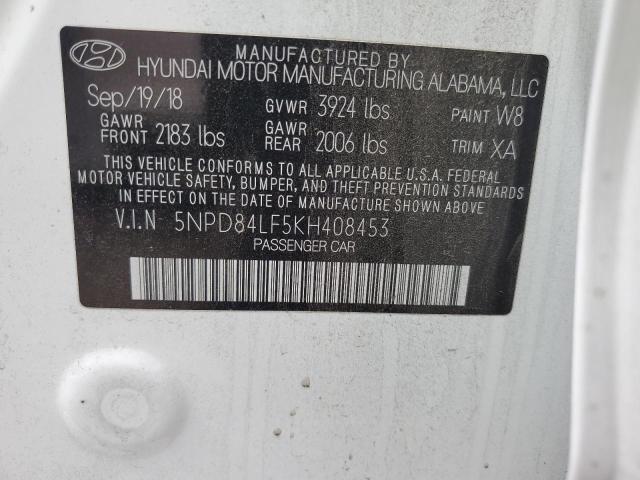 MANUFACTURED BY
HYUNDAI MOTOR MANUFACTURING ALABAMA, LLC
Sep/19/18 GVWR 3924 lbs PAINT W8
GAWR FRONT 2183 lbs GAWR REAR 2006 lbs TRIM XA
THIS VEHICLE CONFORMS TO ALL APPLICABLE U.S.A. FEDERAL
MOTOR VEHICLE SAFETY, BUMPER, AND THEFT PREVENTION STANDARDS
IN EFFECT ON THE DATE OF MANUFACTURE SHOWN ABOVE.
V.I.N 5NPD84LF5KH408453
PASSENGER CAR